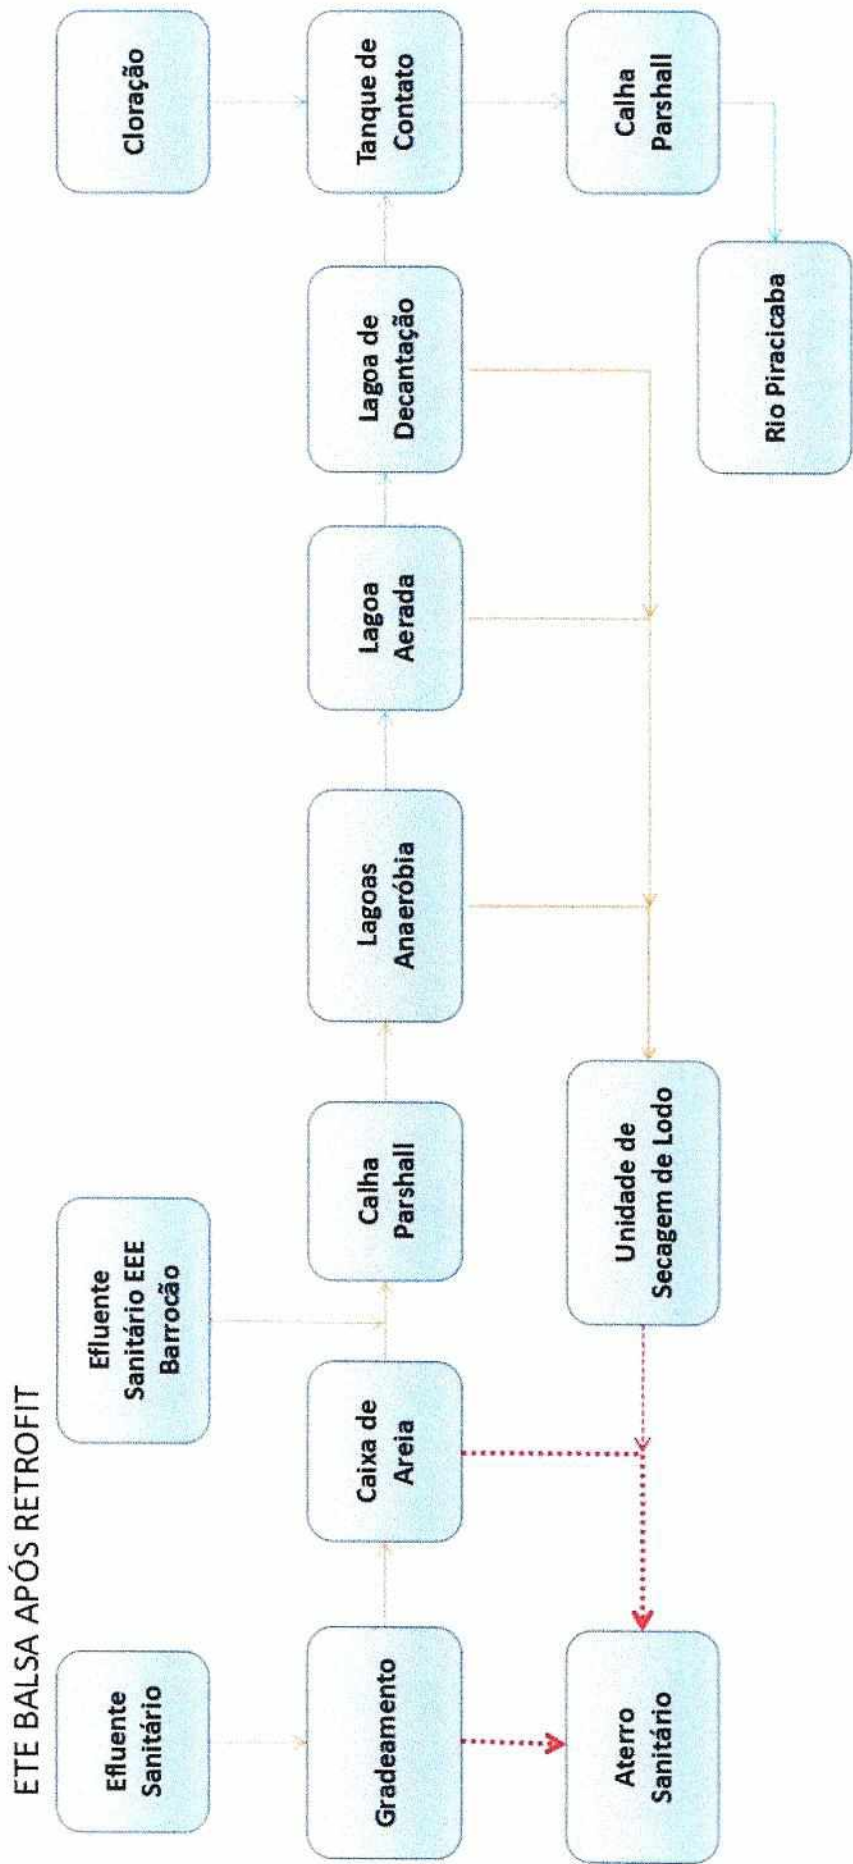 ETE BALSA APÓS RETROFIT
Efluente
Sanitário
Efluente
Sanitário EEE
Barrocão
Cloração
Gradeamento
Caixa de
Areia
Calha
Parshall
Lagoas
Anaeróbia
Lagoa
Aerada
Lagoa de
Decantação
Tanque de
Contato
Aterro
Sanitário
Unidade de
Secagem de Lodo
Calha
Parshall
Rio Piracicaba